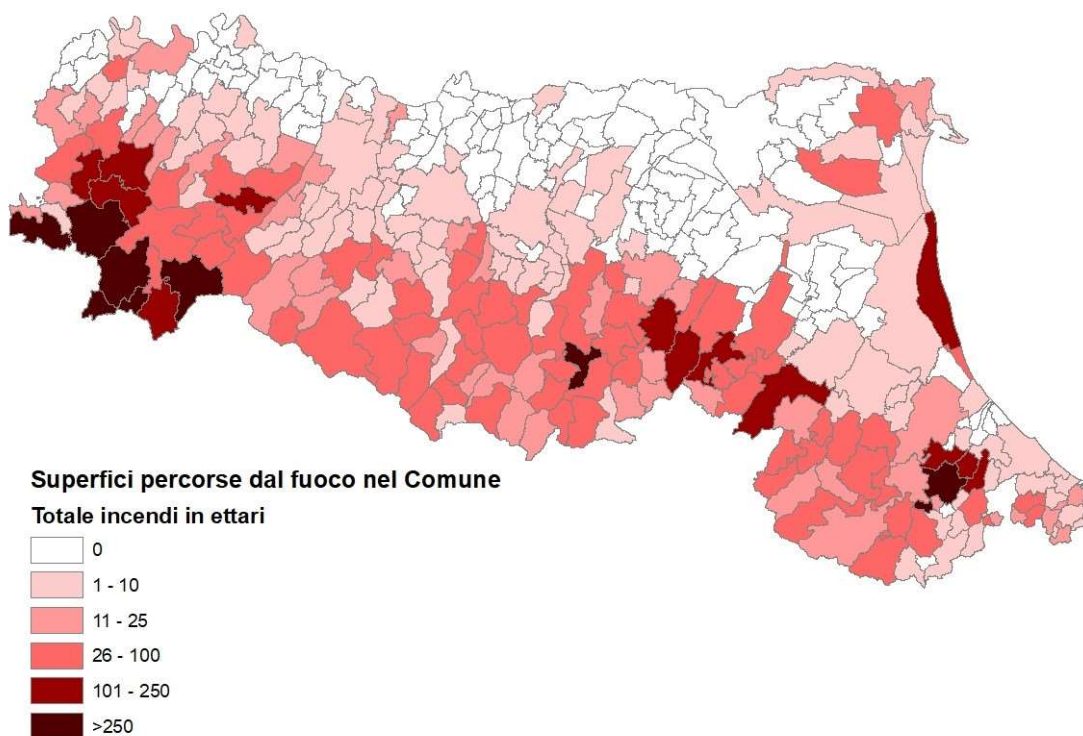 Superfici percorse dal fuoco nel Comune
Totale incendi in ettari
0
1 - 10
11 - 25
26 - 100
101 - 250
>250